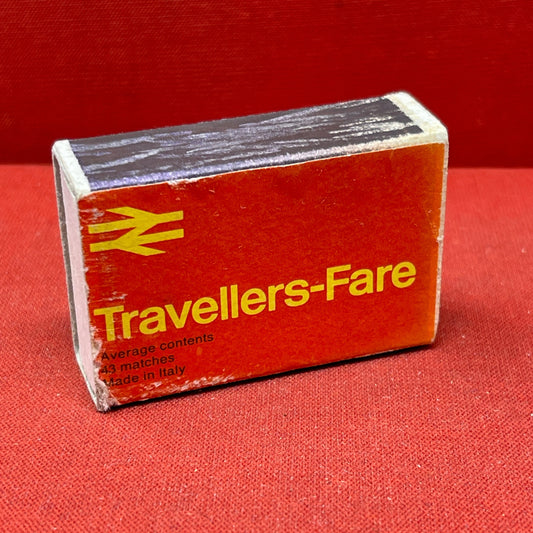 Travellers-Fare
Average contents
43 matches
Made in Italy